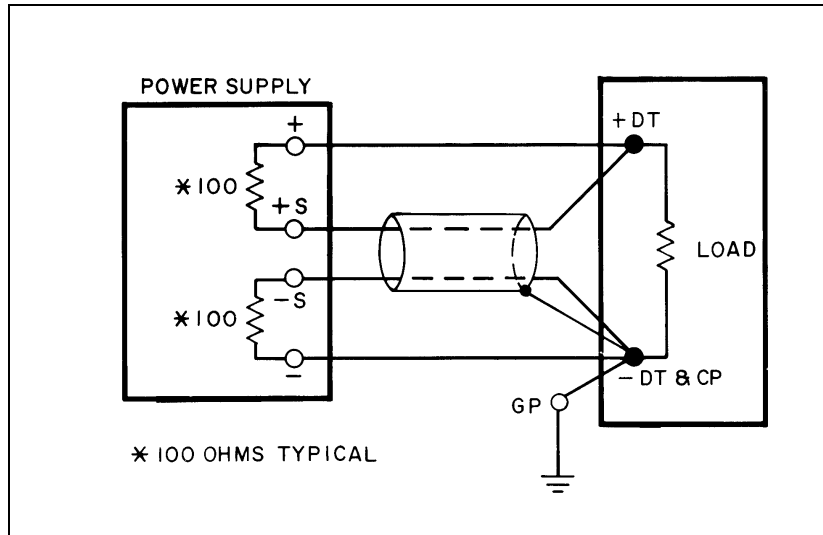 POWER SUPPLY
+
+DT
*100
+S
LOAD
-S
*100
-
- DT & CP
GP
* 100 OHMS TYPICAL